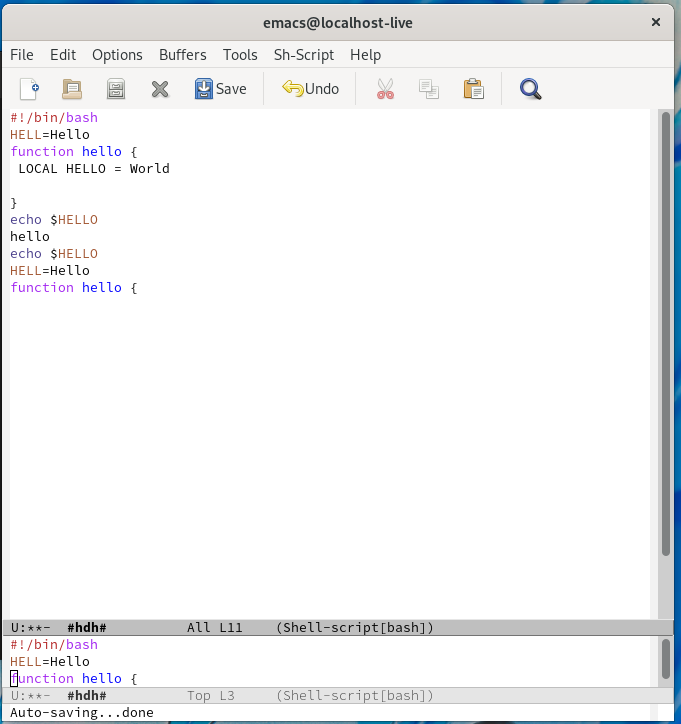 emacs@localhost-live ×
File Edit Options Buffers Tools Sh-Script Help
Save Undo
#!/bin/bash
HELL=Hello
function hello {
 LOCAL HELLO = World
}
echo $HELLO
hello
echo $HELLO
HELL=Hello
function hello {
U:**- #hdh# All L11 (Shell-script[bash])
#!/bin/bash
HELL=Hello
function hello {
U:**- #hdh# Top L3 (Shell-script[bash])
Auto-saving...done